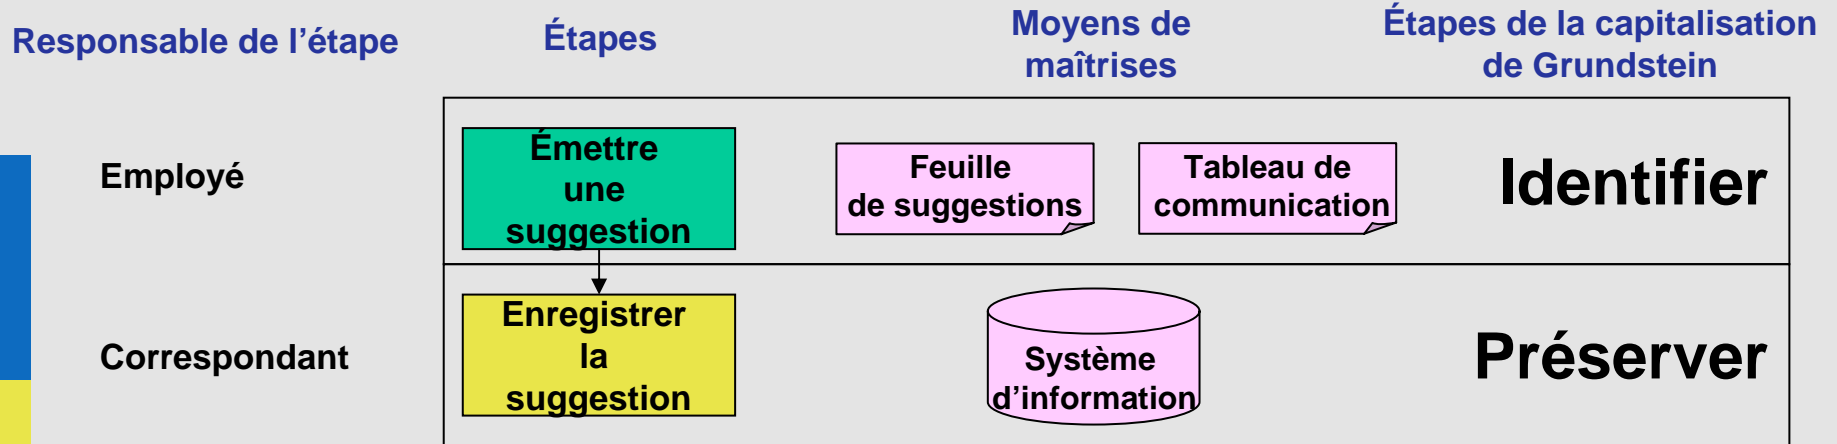 Responsable de l’étape
Étapes
Moyens de
maîtrises
Étapes de la capitalisation
de Grundstein
Employé
Émettre
une
suggestion
Feuille
de suggestions
Tableau de
communication
Identifier
Correspondant
Enregistrer
la
suggestion
Système
d’information
Préserver